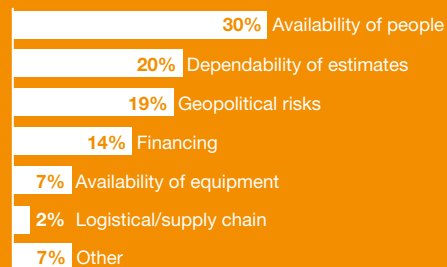 30% Availability of people
20% Dependability of estimates
19% Geopolitical risks
14% Financing
7% Availability of equipment
2% Logistical/supply chain
7% Other